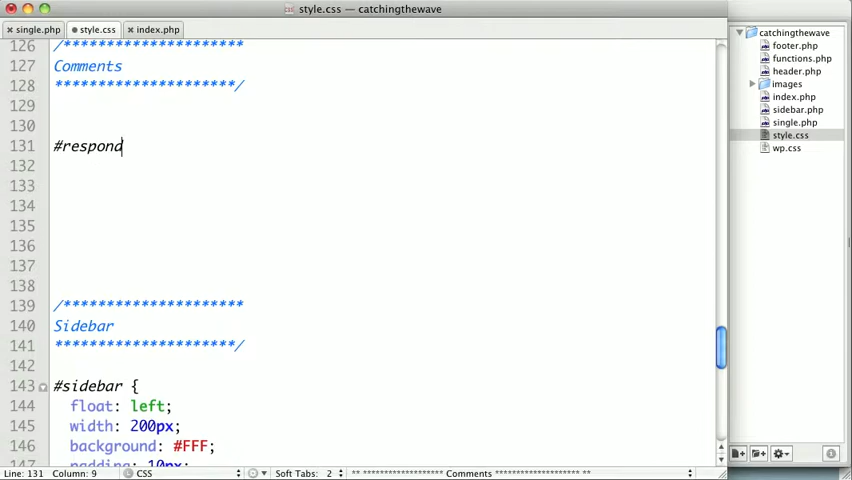 style.css — catchingthewave
single.php
style.css
index.php
126 /*********************
127 Comments
128 *********************/
129
130
131 #respond
132
133
134
135
136
137
138
139 /*********************
140 Sidebar
141 *********************/
142
143 #sidebar {
144 float: left;
145 width: 200px;
146 background: #FFF;
147 padding: 10px;
Line: 131 Column: 9 CSS Soft Tabs: 2 ** ******************** Comments ********************* **
catchingthewave
footer.php
functions.php
header.php
images
index.php
sidebar.php
single.php
style.css
wp.css